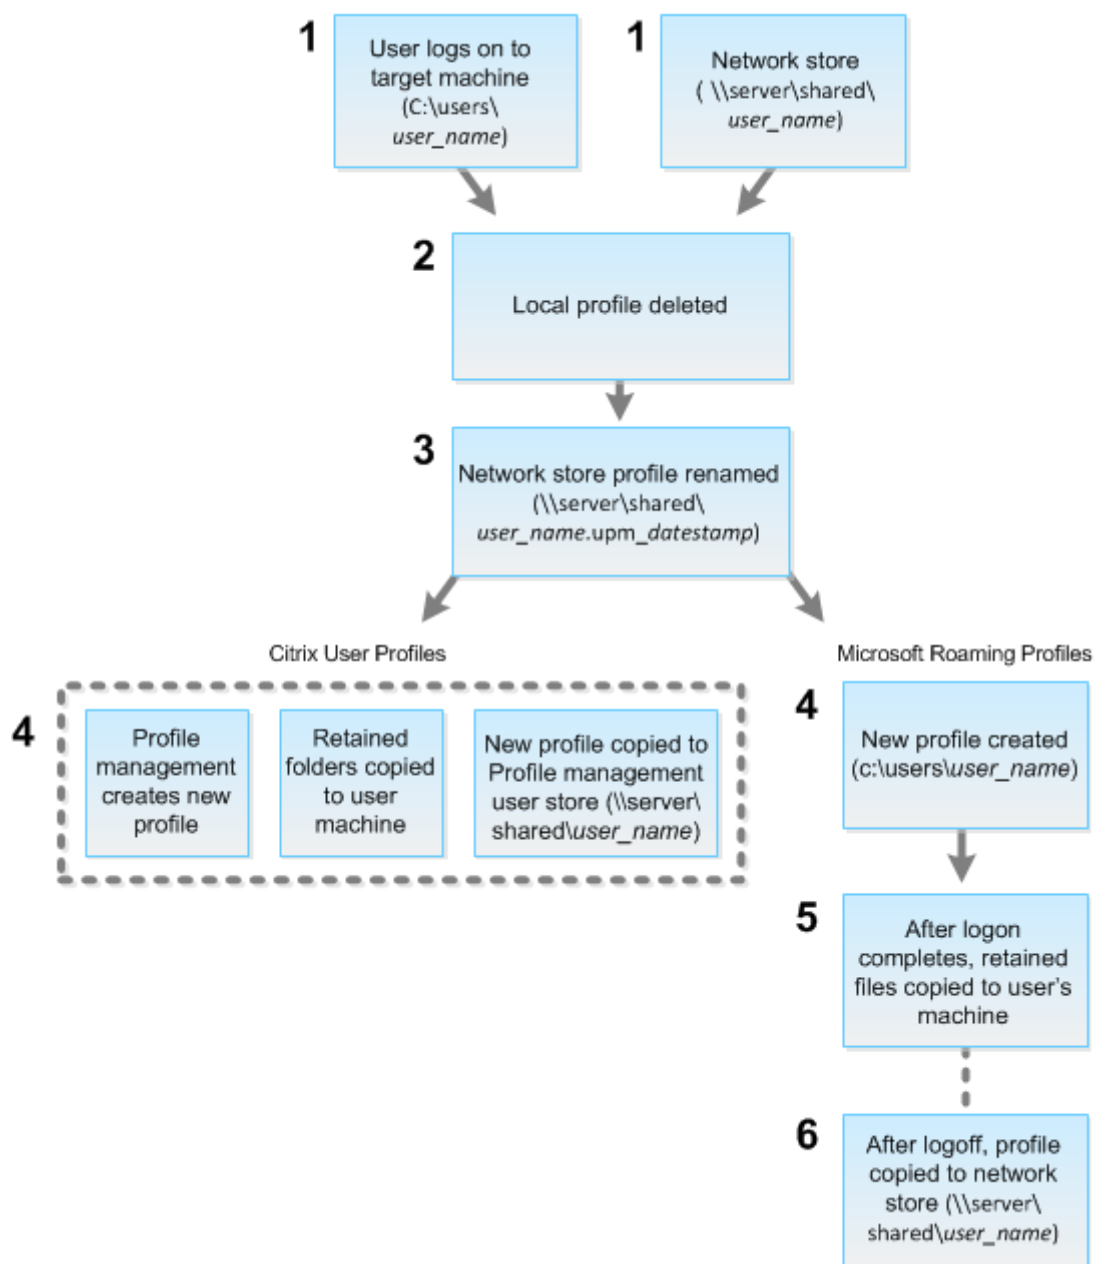 1
User logs on to
target machine
(C:\users\
user_name)
1
Network store
( \\server\shared\
user_name)
2
Local profile deleted
3
Network store profile renamed
(\\server\shared\
user_name.upm_datestamp)
Citrix User Profiles
4
Profile
management
creates new
profile
Retained
folders copied
to user
machine
New profile copied to
Profile management
user store (\\server\
shared\user_name)
Microsoft Roaming Profiles
4
New profile created
(c:\users\user_name)
5
After logon
completes, retained
files copied to user's
machine
6
After logoff, profile
copied to network
store (\\server\
shared\user_name)